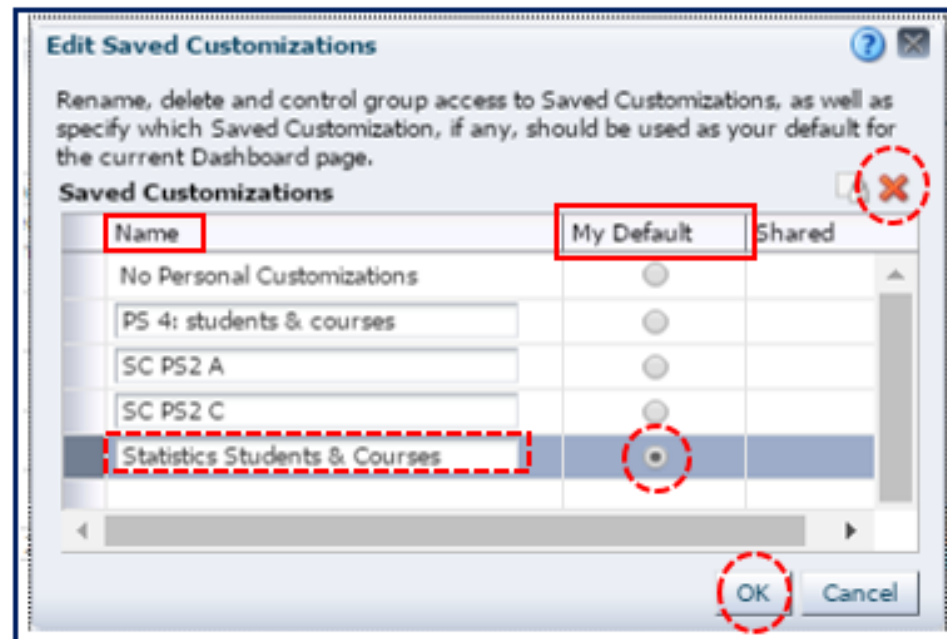 Edit Saved Customizations
Rename, delete and control group access to Saved Customizations, as well as
specify which Saved Customization, if any, should be used as your default for
the current Dashboard page.
Saved Customizations
Name My Default Shared
No Personal Customizations
PS 4: students & courses
SC PS2 A
SC PS2 C
Statistics Students & Courses
OK Cancel